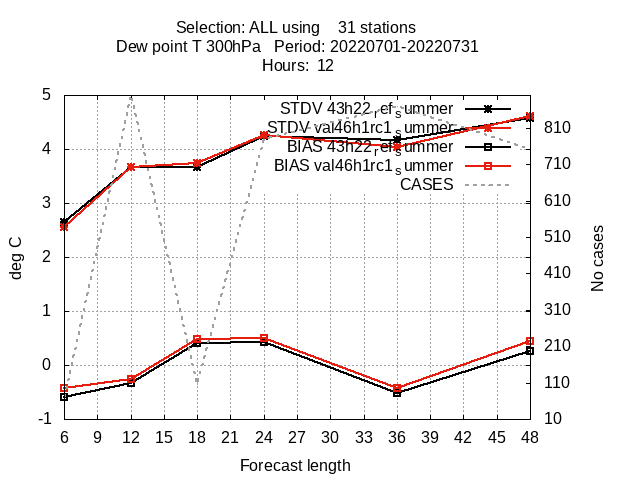 Selection: ALL using    31 stations
Dew point T 300hPa   Period: 20220701-20220731
Hours:  12
STDV 43h22_ref_summer
STDV val46h1rc1_summer
BIAS 43h22_ref_summer
BIAS val46h1rc1_summer
CASES
5
4
3
2
1
0
-1
deg C
810
710
610
510
410
310
210
110
10
No cases
6 9 12 15 18 21 24 27 30 33 36 39 42 45 48
Forecast length